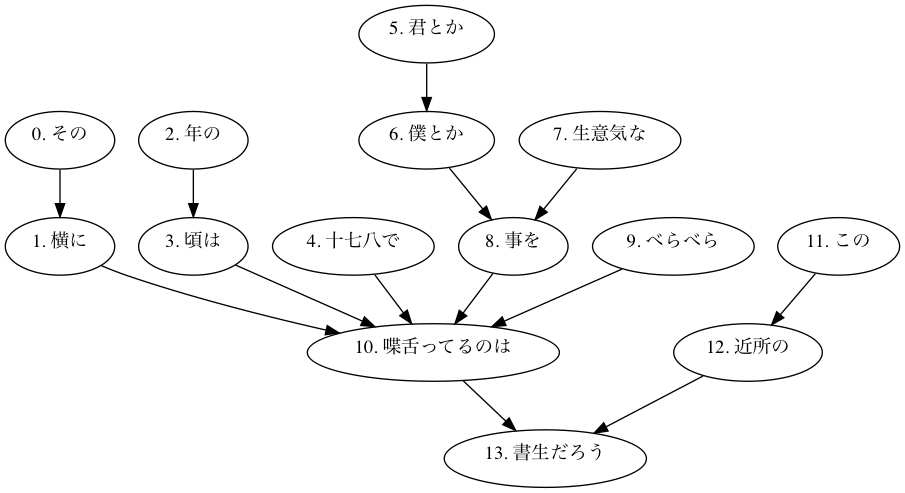 5. 君とか
0. その
2. 年の
6. 僕とか
7. 生意気な
1. 横に
3. 頃は
4. 十七八で
8. 事を
9. べらべら
11. この
10. 喋舌ってるのは
12. 近所の
13. 書生だろう